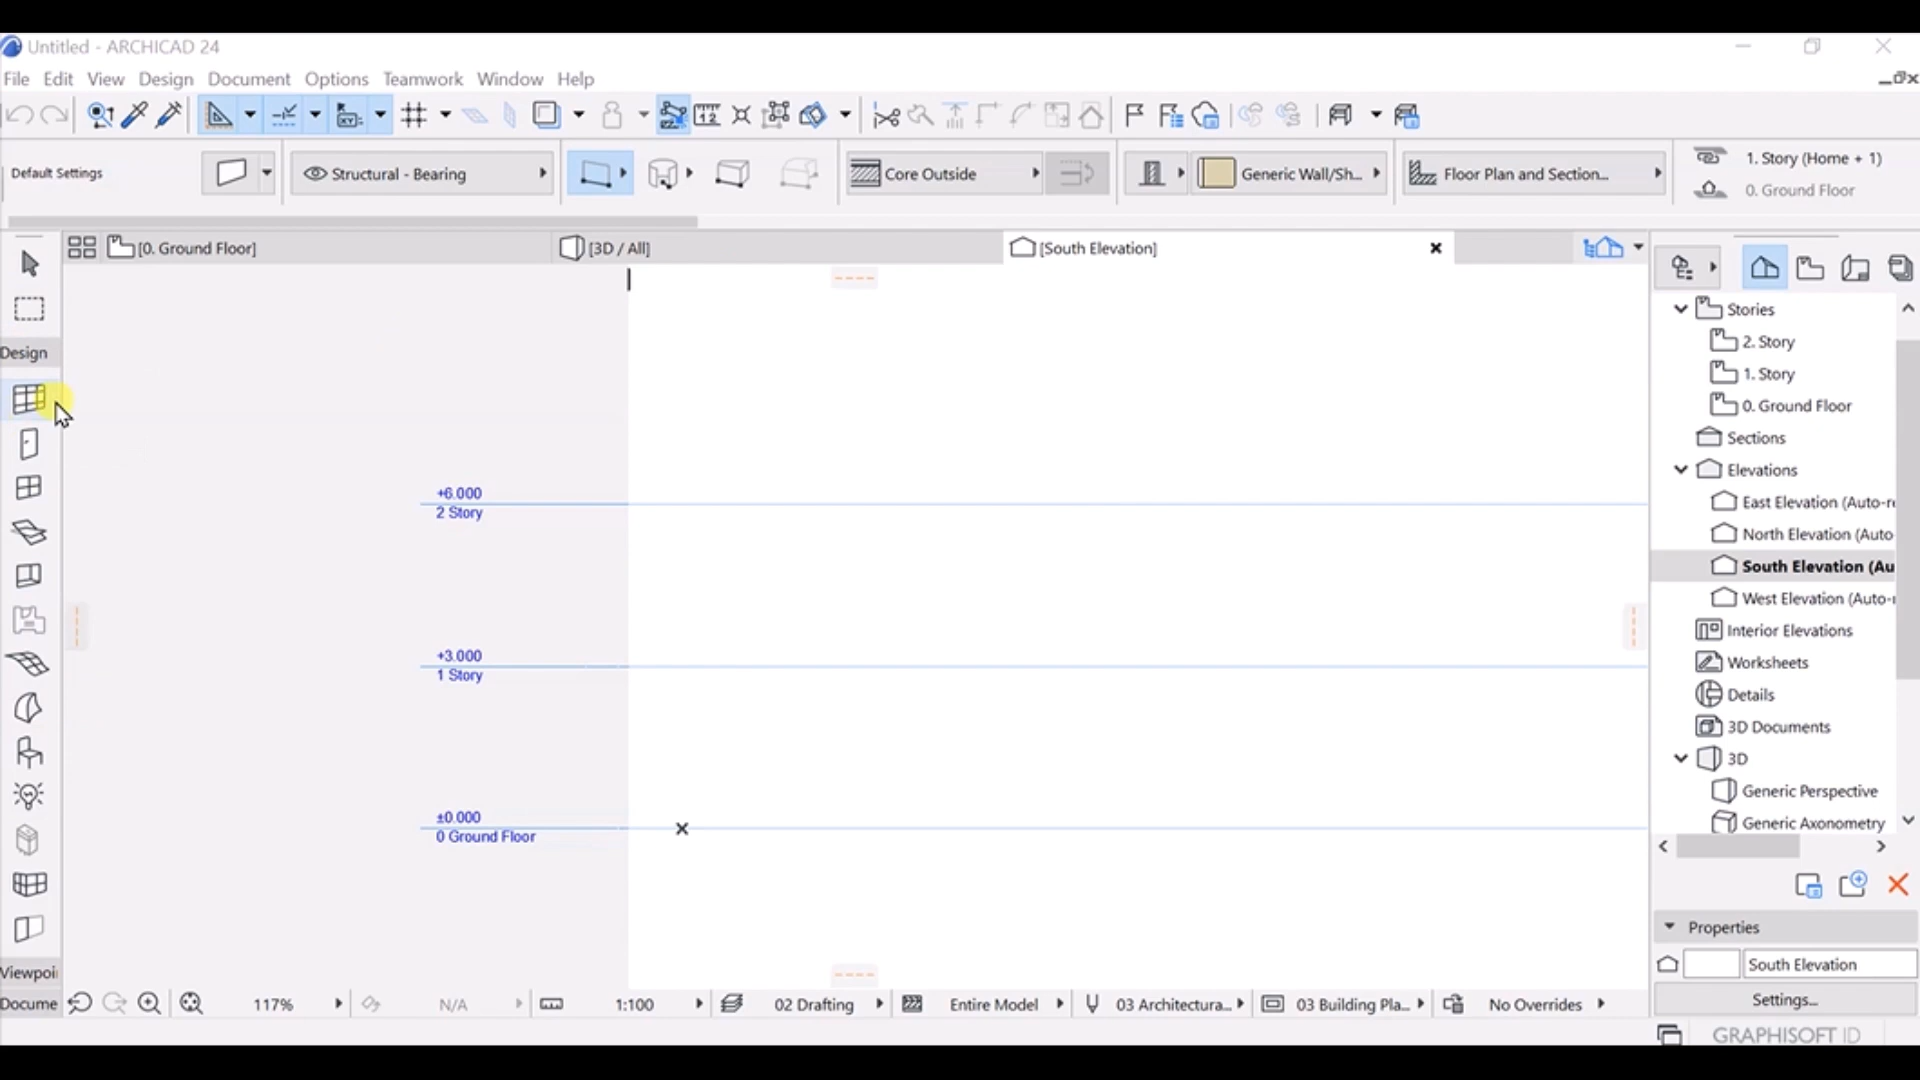 Untitled - ARCHICAD 24
File Edit View Design Document Options Teamwork Window Help
Default Settings
Structural - Bearing
Core Outside
Generic Wall/Sh...
Floor Plan and Section...
1. Story (Home + 1)
0. Ground Floor
[0. Ground Floor]
[3D / All]
[South Elevation]
Design
+6.000
2 Story
+3.000
1 Story
±0.000
0 Ground Floor
Stories
2. Story
1. Story
0. Ground Floor
Sections
Elevations
East Elevation (Auto-r
North Elevation (Auto
South Elevation (Au
West Elevation (Auto-
Interior Elevations
Worksheets
Details
3D Documents
3D
Generic Perspective
Generic Axonometry
Properties
South Elevation
Settings...
Viewpoi
Docume
117%
N/A
1:100
02 Drafting
Entire Model
03 Architectura...
03 Building Pla...
No Overrides
GRAPHISOFT ID